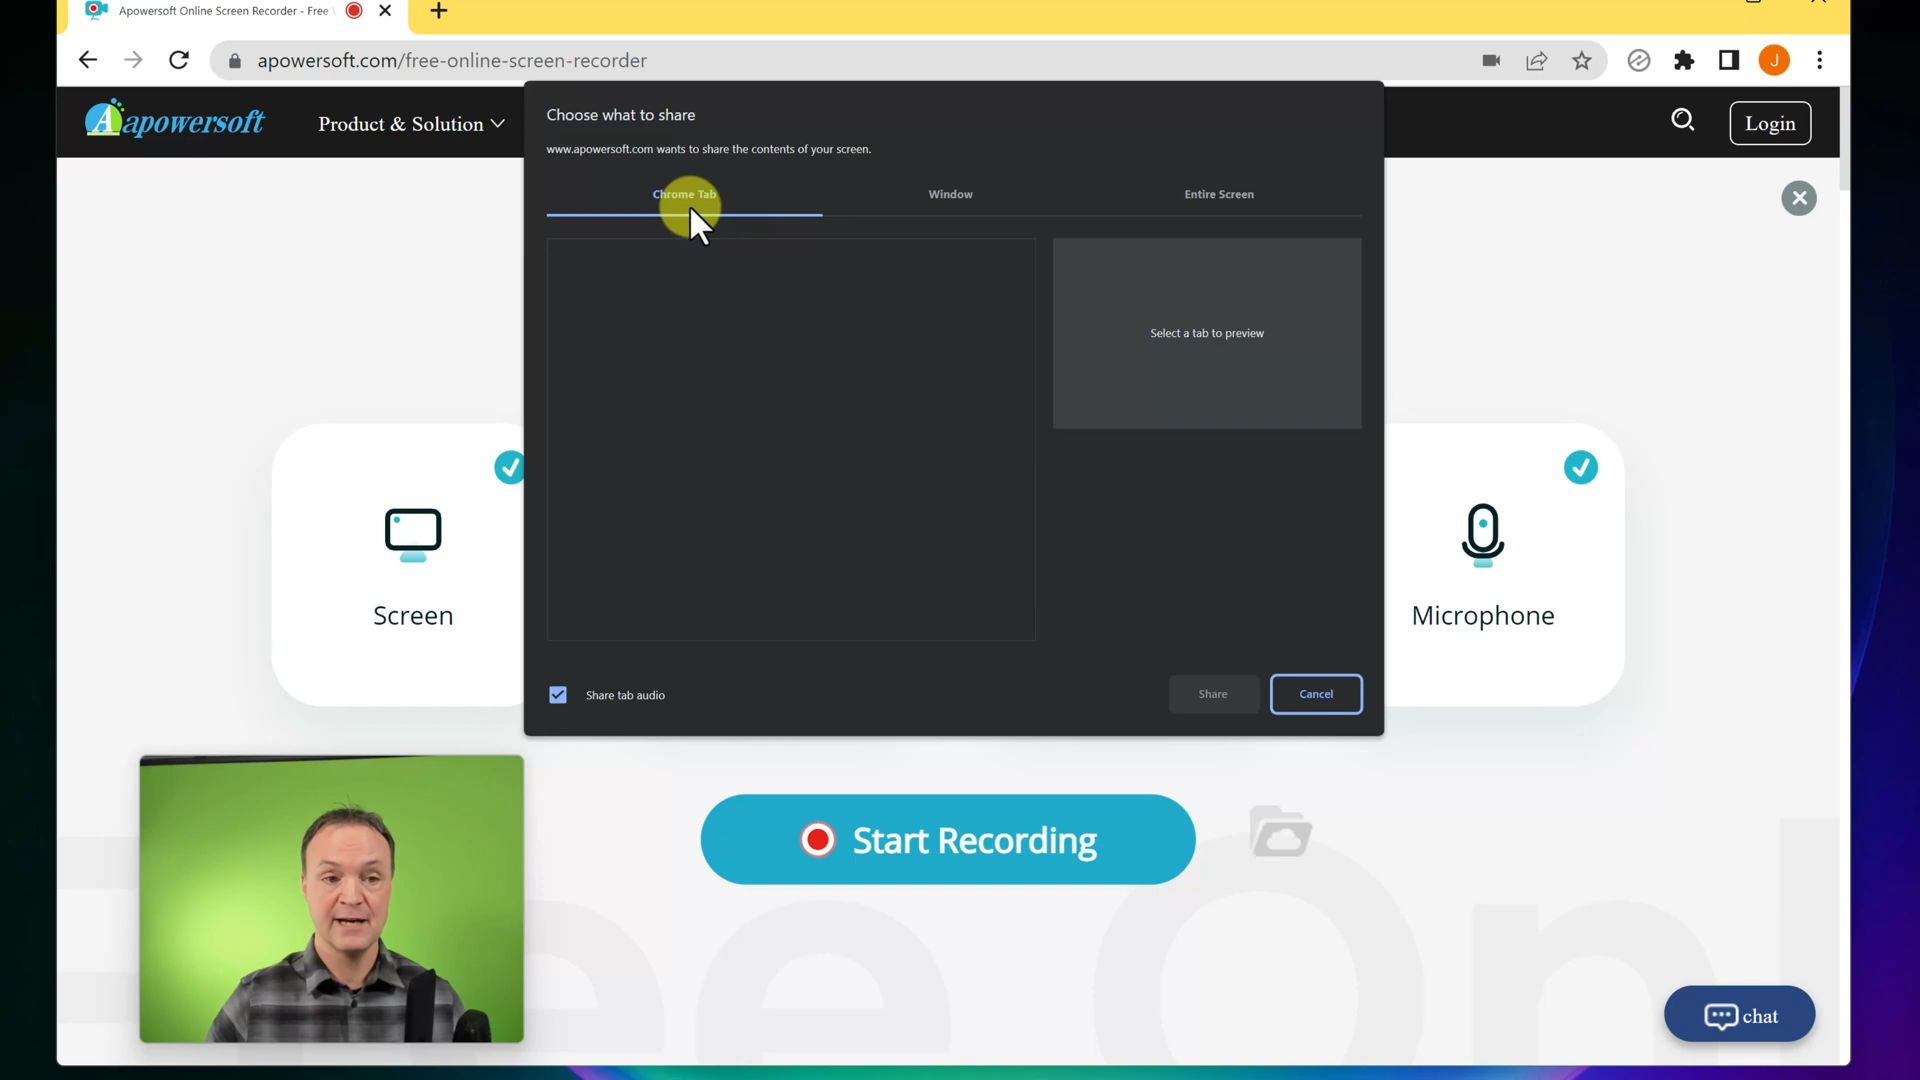 Apowersoft Online Screen Recorder - Free
apowersoft.com/free-online-screen-recorder
J
apowersoft
Product & Solution
Login
Choose what to share
www.apowersoft.com wants to share the contents of your screen.
Chrome Tab
Window
Entire Screen
Select a tab to preview
Screen
Microphone
Share tab audio
Share
Cancel
Start Recording
chat